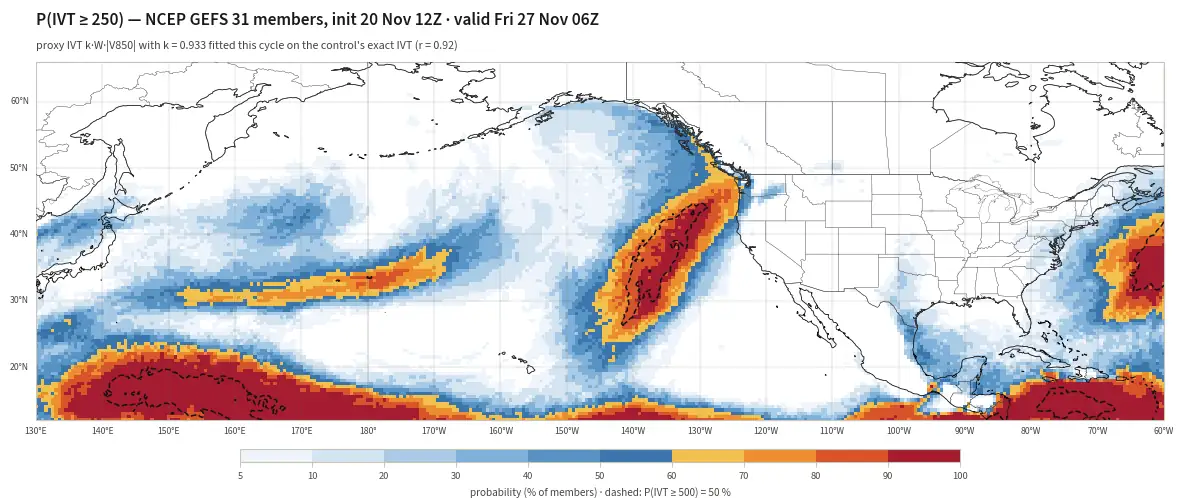 P(IVT ≥ 250) — NCEP GEFS 31 members, init 20 Nov 12Z · valid Fri 27 Nov 06Z
proxy IVT k·W·|V850| with k = 0.933 fitted this cycle on the control's exact IVT (r = 0.92)
60°N
50°N
40°N
30°N
20°N
130°E 140°E 150°E 160°E 170°E 180° 170°W 160°W 150°W 140°W 130°W 120°W 110°W 100°W 90°W 80°W 70°W 60°W
5 10 20 30 40 50 60 70 80 90 100
probability (% of members) · dashed: P(IVT ≥ 500) = 50 %